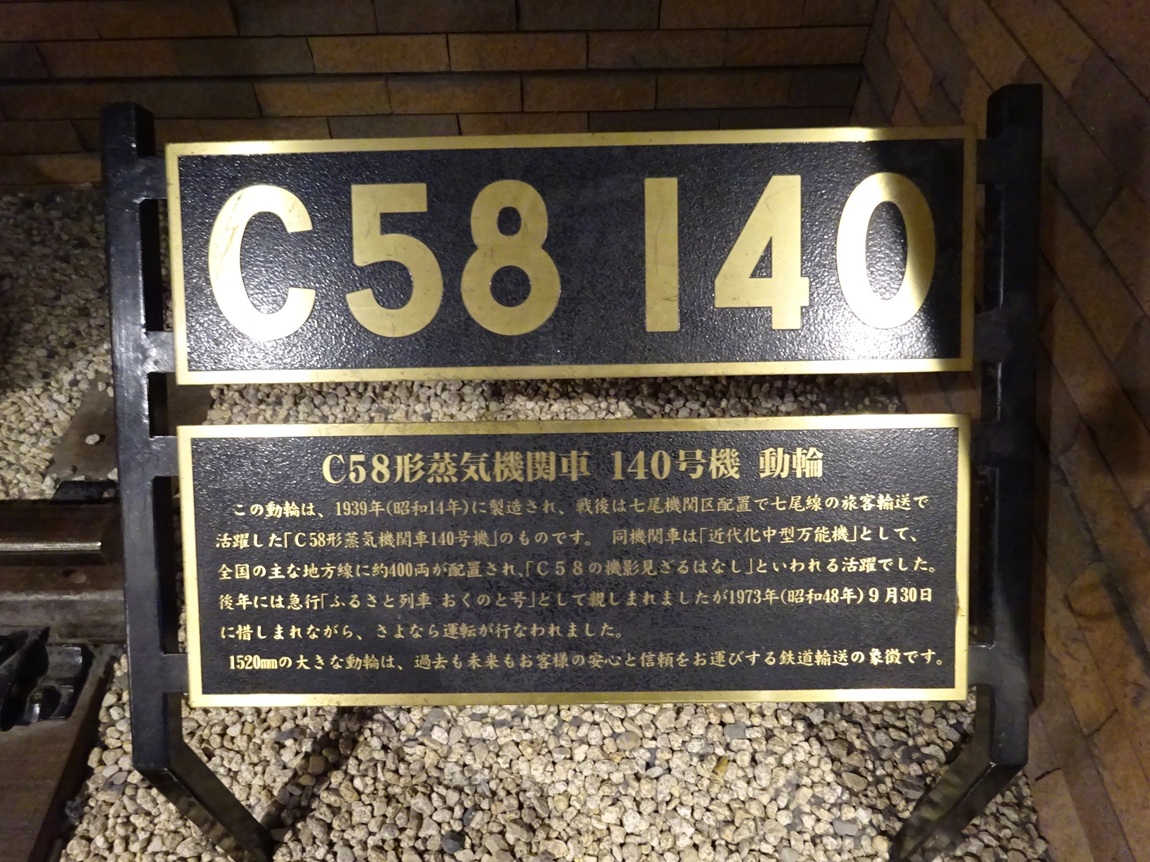 C58 140
C58形蒸気機関車 140号機 動輪
この動輪は、1939年(昭和14年)に製造され、戦後は七尾機関区配置で七尾線の旅客輸送で
活躍した「C58形蒸気機関車140号機」のものです。 同機関車は「近代化中型万能機」として、
全国の主な地方線に約400両が配置され、「C58の機影見ざるはなし」といわれる活躍でした。
後年には急行「ふるさと列車 おくのと号」として親しまれましたが1973年(昭和48年)9月30日
に惜しまれながら、さよなら運転が行なわれました。
1520㎜の大きな動輪は、過去も未来もお客様の安心と信頼をお運びする鉄道輸送の象徴です。